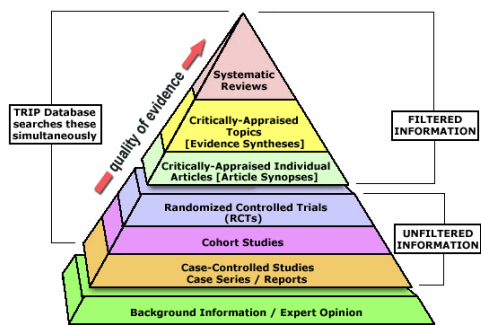 quality of evidence
TRIP Database
searches these
simultaneously
Systematic
Reviews
Critically-Appraised
Topics
[Evidence Syntheses]
Critically-Appraised Individual
Articles [Article Synopses]
FILTERED
INFORMATION
Randomized Controlled Trials
(RCTs)
Cohort Studies
Case-Controlled Studies
Case Series / Reports
UNFILTERED
INFORMATION
Background Information / Expert Opinion